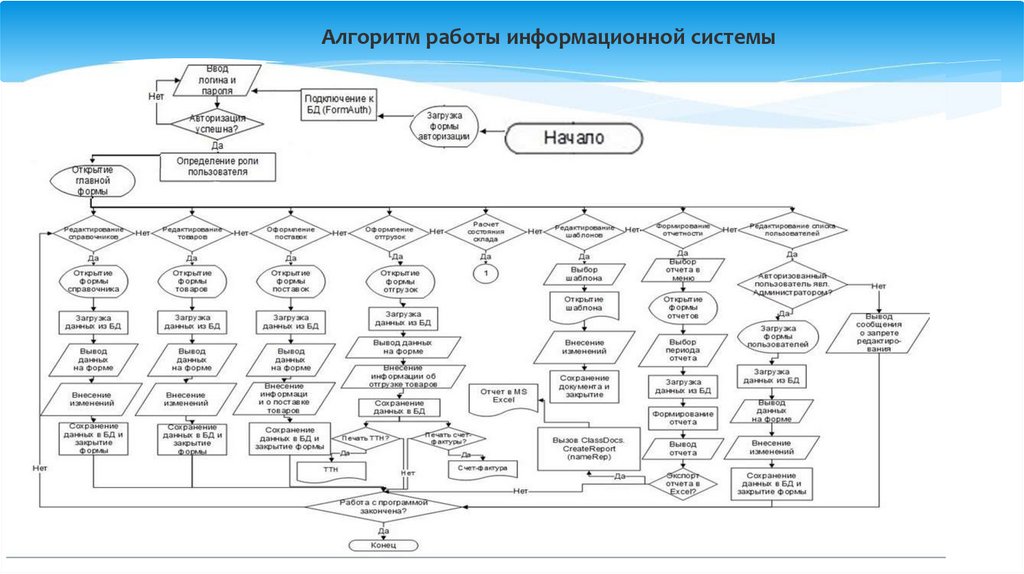 Алгоритм работы информационной системы
Ввод
логина и
пароля
Нет
Подключение к
БД (FormAuth)
Загрузка
формы
авторизации
Начало
Авторизация
успешна?
Да
Определение роли
пользователя
Открытие
главной
формы
Редактирование
справочников
Нет
Редактирование
товаров
Нет
Оформление
поставок
Нет
Оформление
отгрузок
Нет
Расчет
состояния
склада
Нет
Редактирование
шаблонов
Нет
Формирование
отчетности
Нет
Редактирование списка
пользователей
Да
Да
Да
Да
Да
Да
Да
Да
Открытие
формы
справочника
Открытие
формы
товаров
Открытие
формы
поставок
Открытие
формы
отгрузок
1
Выбор
шаблона
Выбор
отчета в
меню
Авторизованный
пользователь явл.
Администратором?
Нет
Загрузка
данных из БД
Загрузка
данных из БД
Загрузка
данных из БД
Загрузка
данных из БД
Открытие
шаблона
Открытие
формы
отчетов
Да
Загрузка
формы
пользователей
Вывод
сообщения
о запрете
редактиро-
вания
Вывод
данных
на форме
Вывод
данных
на форме
Вывод
данных
на форме
Вывод данных
на форме
Внесение
изменений
Выбор
периода
отчета
Внесение
изменений
Внесение
изменений
Внесение
информаци
и о поставке
товаров
Внесение
информации об
отгрузке товаров
Отчет в MS
Excel
Сохранение
документа и
закрытие
Загрузка
данных из БД
Загрузка
данных из БД
Сохранение
данных в БД
Формирование
отчета
Вывод
данных
на форме
Сохранение
данных в БД и
закрытие
формы
Сохранение
данных в БД и
закрытие
формы
Сохранение
данных в БД и
закрытие формы
Печать ТТН?
Да
Печать счет-
фактуры?
Да
Вызов ClassDocs.
CreateReport
(nameRep)
Вывод
отчета
Внесение
изменений
Нет
ТТН
Нет
Счет-фактура
Да
Экспорт
отчета в
Excel?
Сохранение
данных в БД и
закрытие формы
Нет
Работа с программой
закончена?
Да
Конец